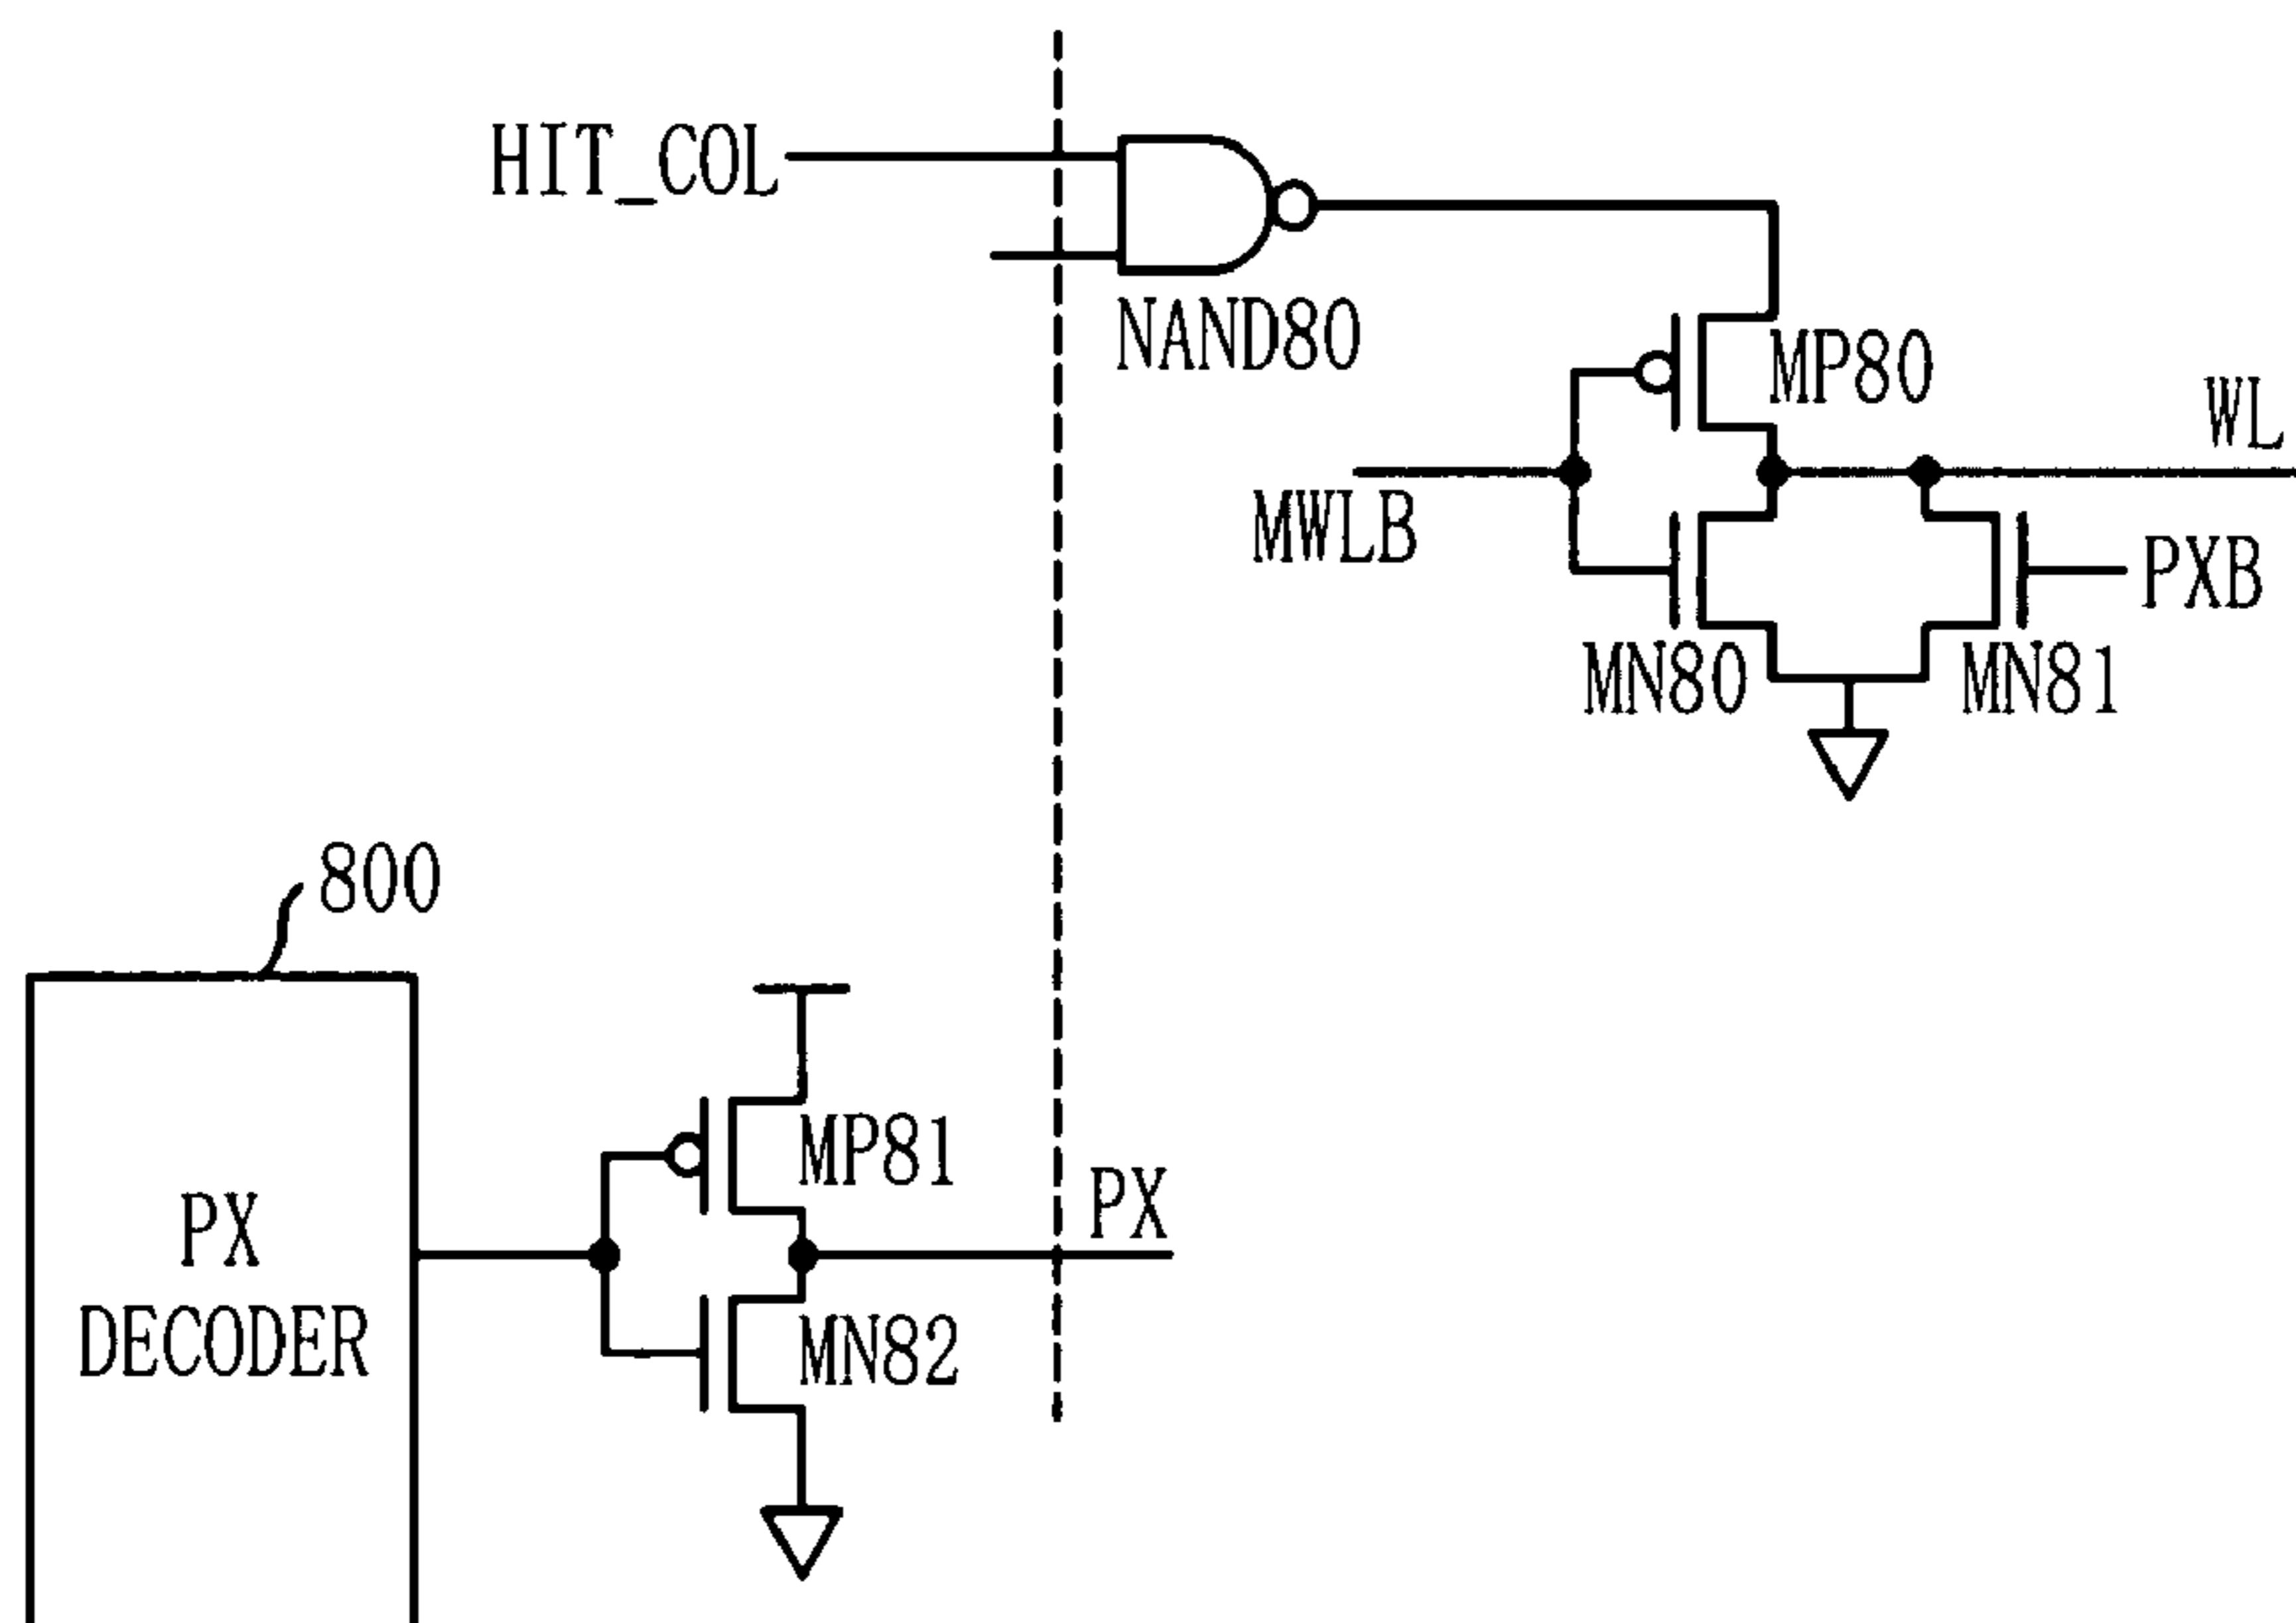 HIT_COL
NAND80
MP80
WL
MWLB
PXB
MN80
MN81
800
MP81
PX
PX
DECODER
MN82